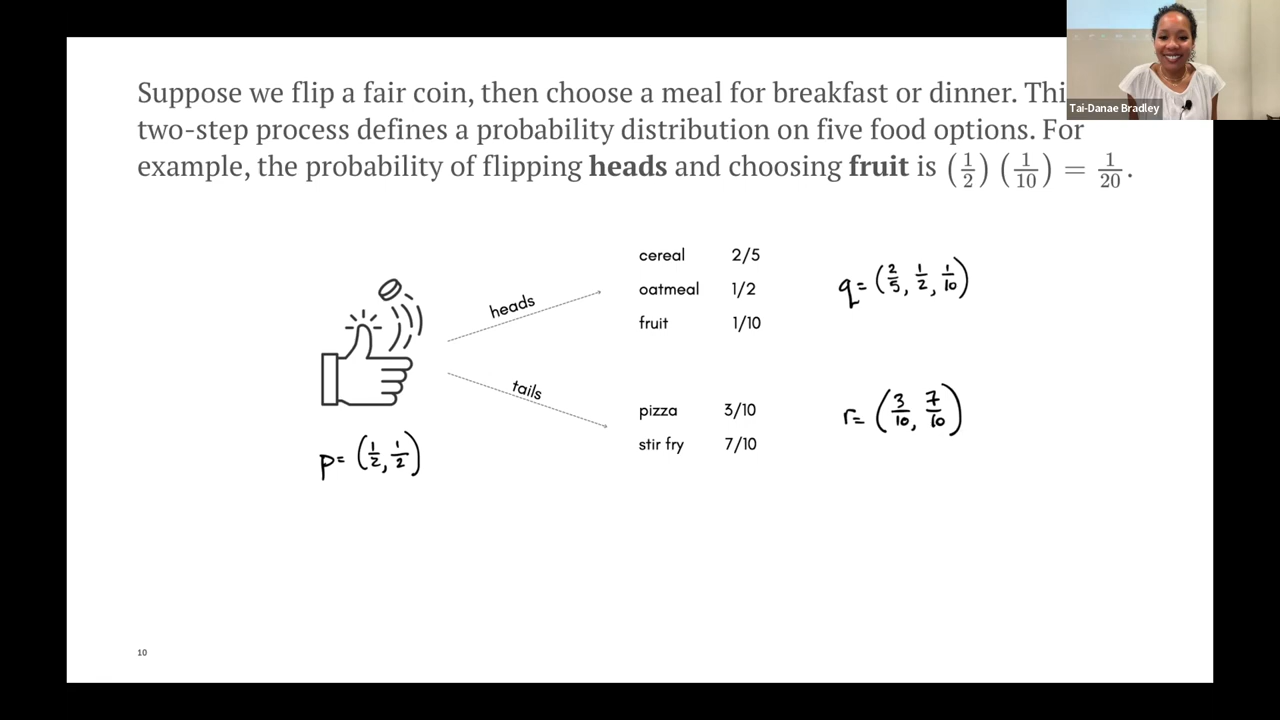 Suppose we flip a fair coin, then choose a meal for breakfast or dinner. Thi
two-step process defines a probability distribution on five food options. For
example, the probability of flipping heads and choosing fruit is (1/2) (1/10) = 1/20.
Tai-Danae Bradley
cereal 2/5
oatmeal 1/2
fruit 1/10
q= (2/5, 1/2, 1/10)
heads
tails
pizza 3/10
stir fry 7/10
r= (3/10, 7/10)
p= (1/2, 1/2)
10